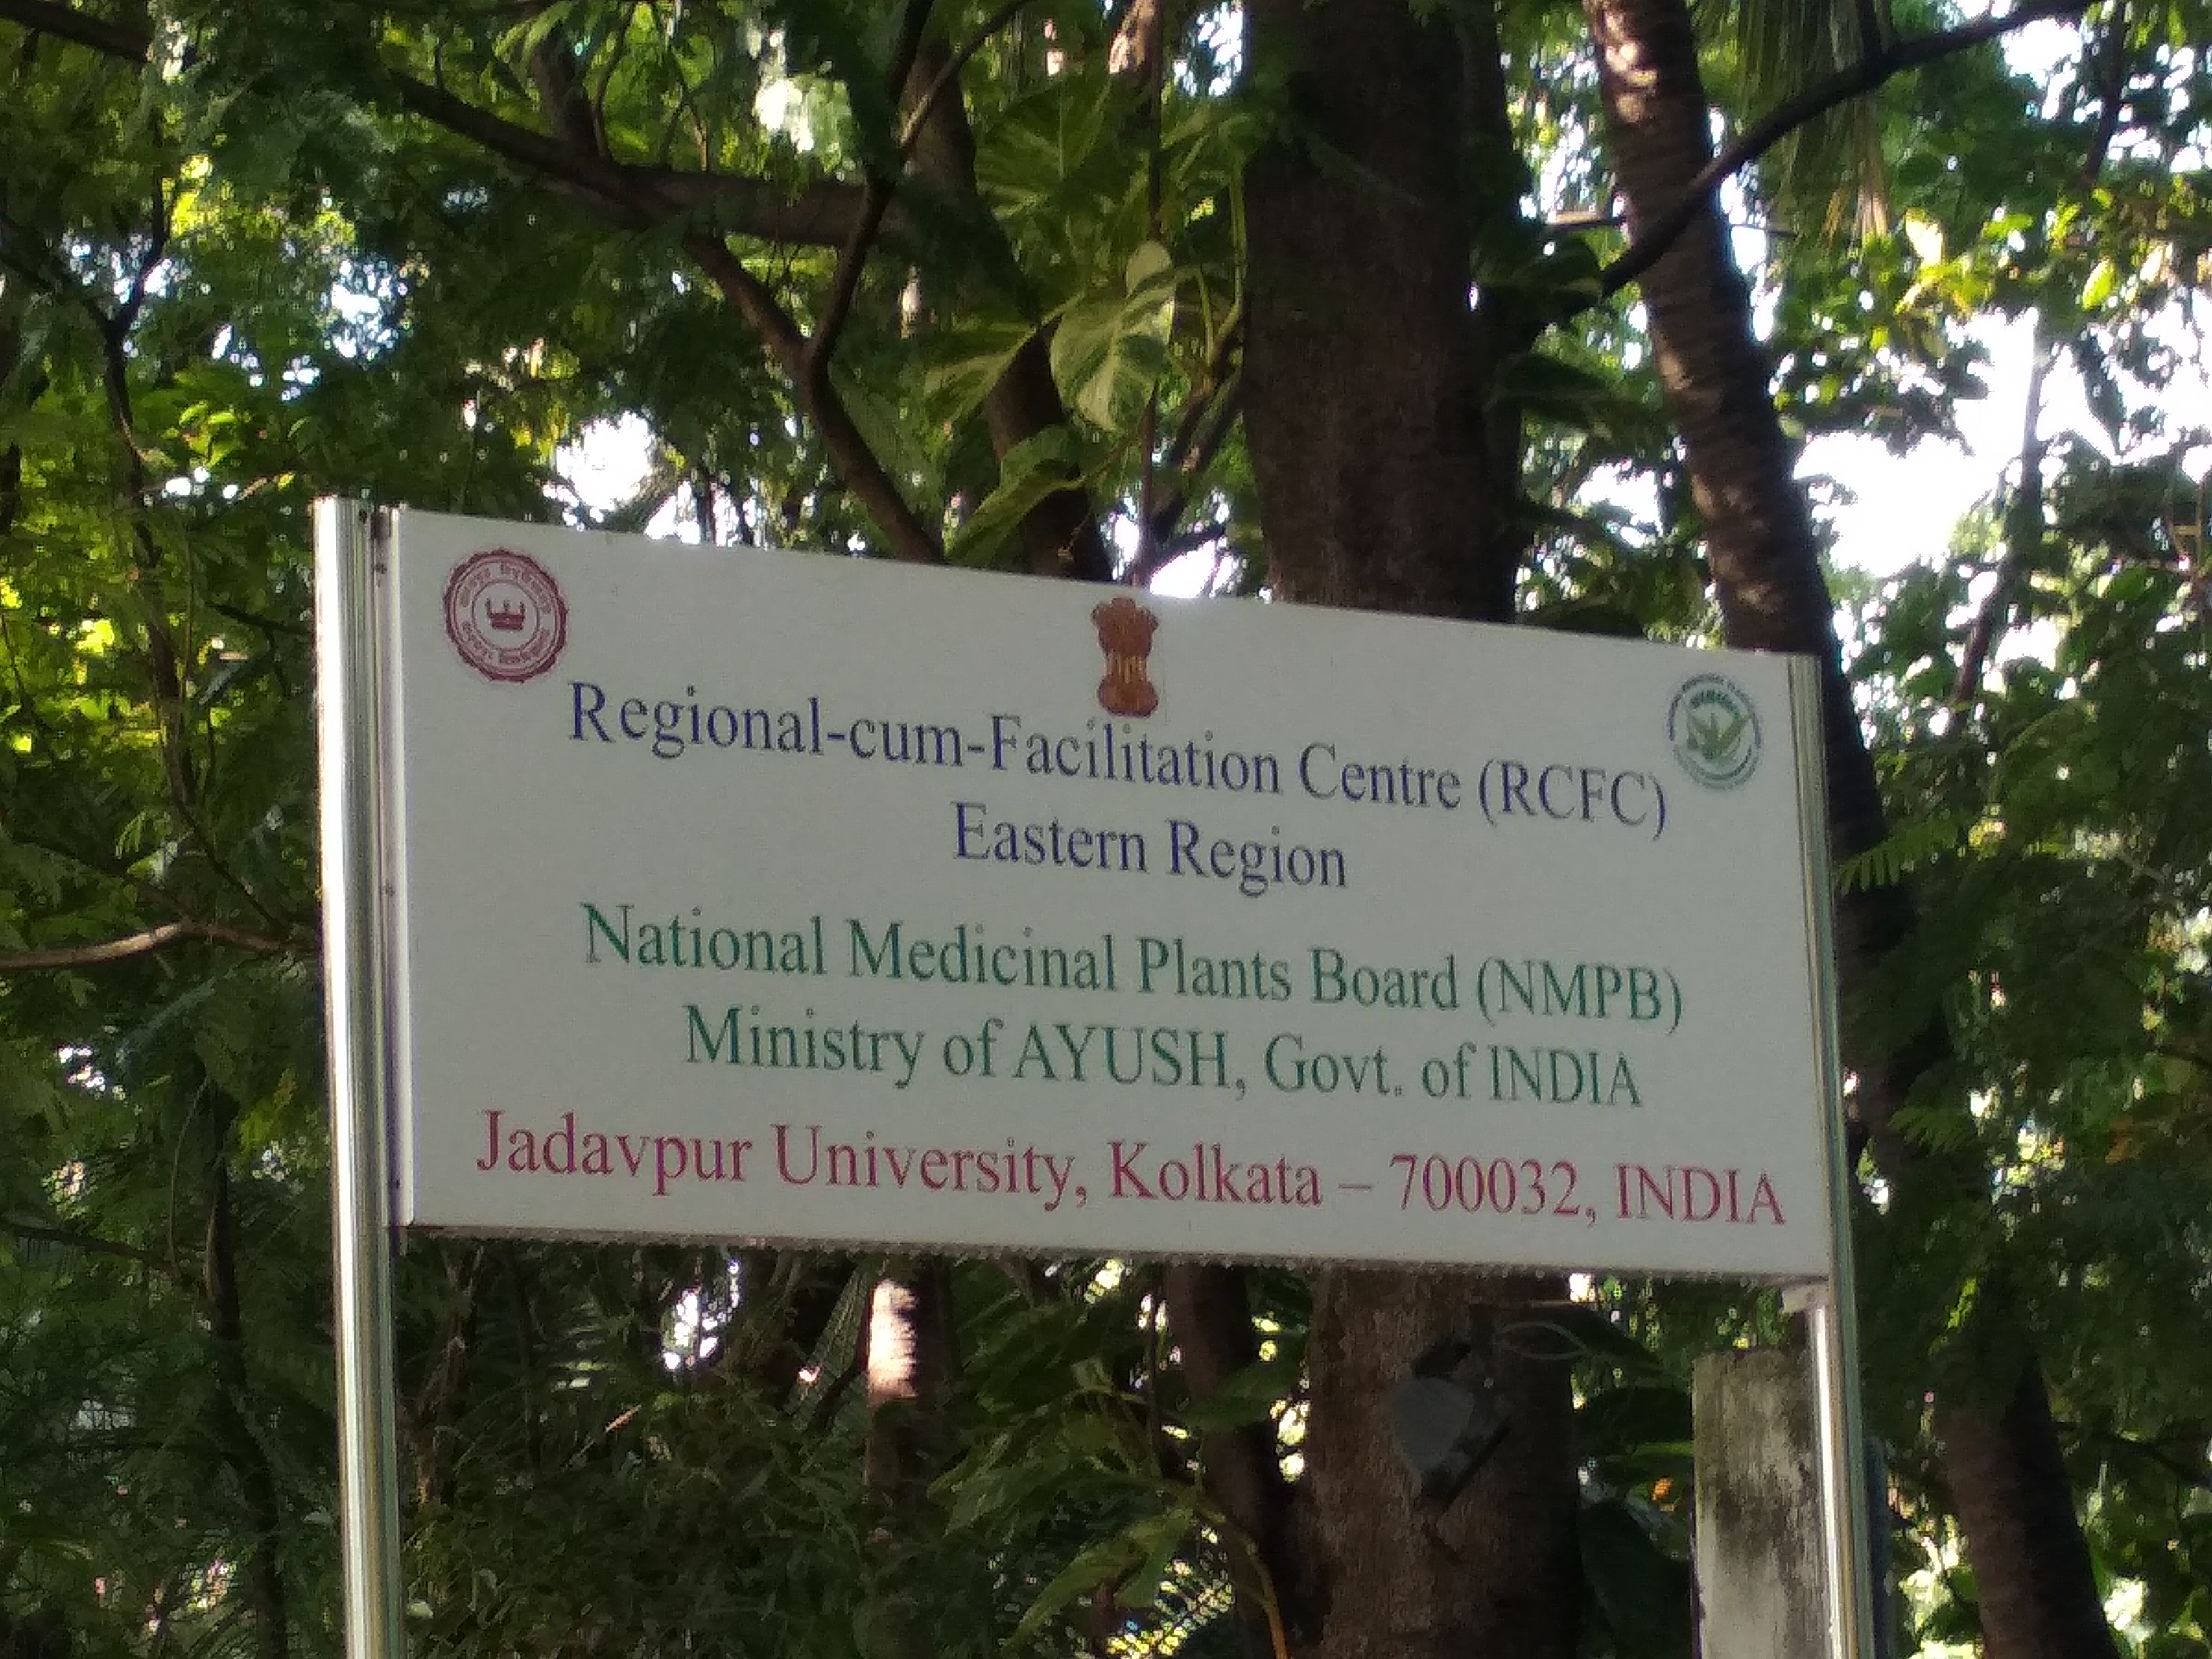 Regional-cum-Facilitation Centre (RCFC)
Eastern Region
National Medicinal Plants Board (NMPB)
Ministry of AYUSH, Govt. of INDIA
Jadavpur University, Kolkata – 700032, INDIA